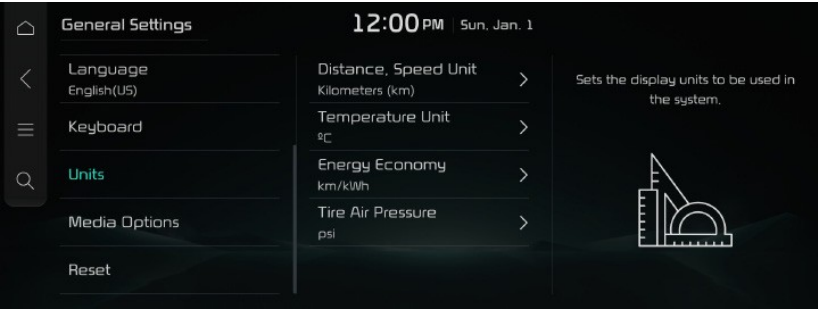 General Settings
12:00 PM Sun, Jan. 1
Language
English(US)
Keyboard
Units
Media Options
Reset
Distance, Speed Unit
Kilometers (km)
Temperature Unit
ºC
Energy Economy
km/kWh
Tire Air Pressure
psi
Sets the display units to be used in
the system.